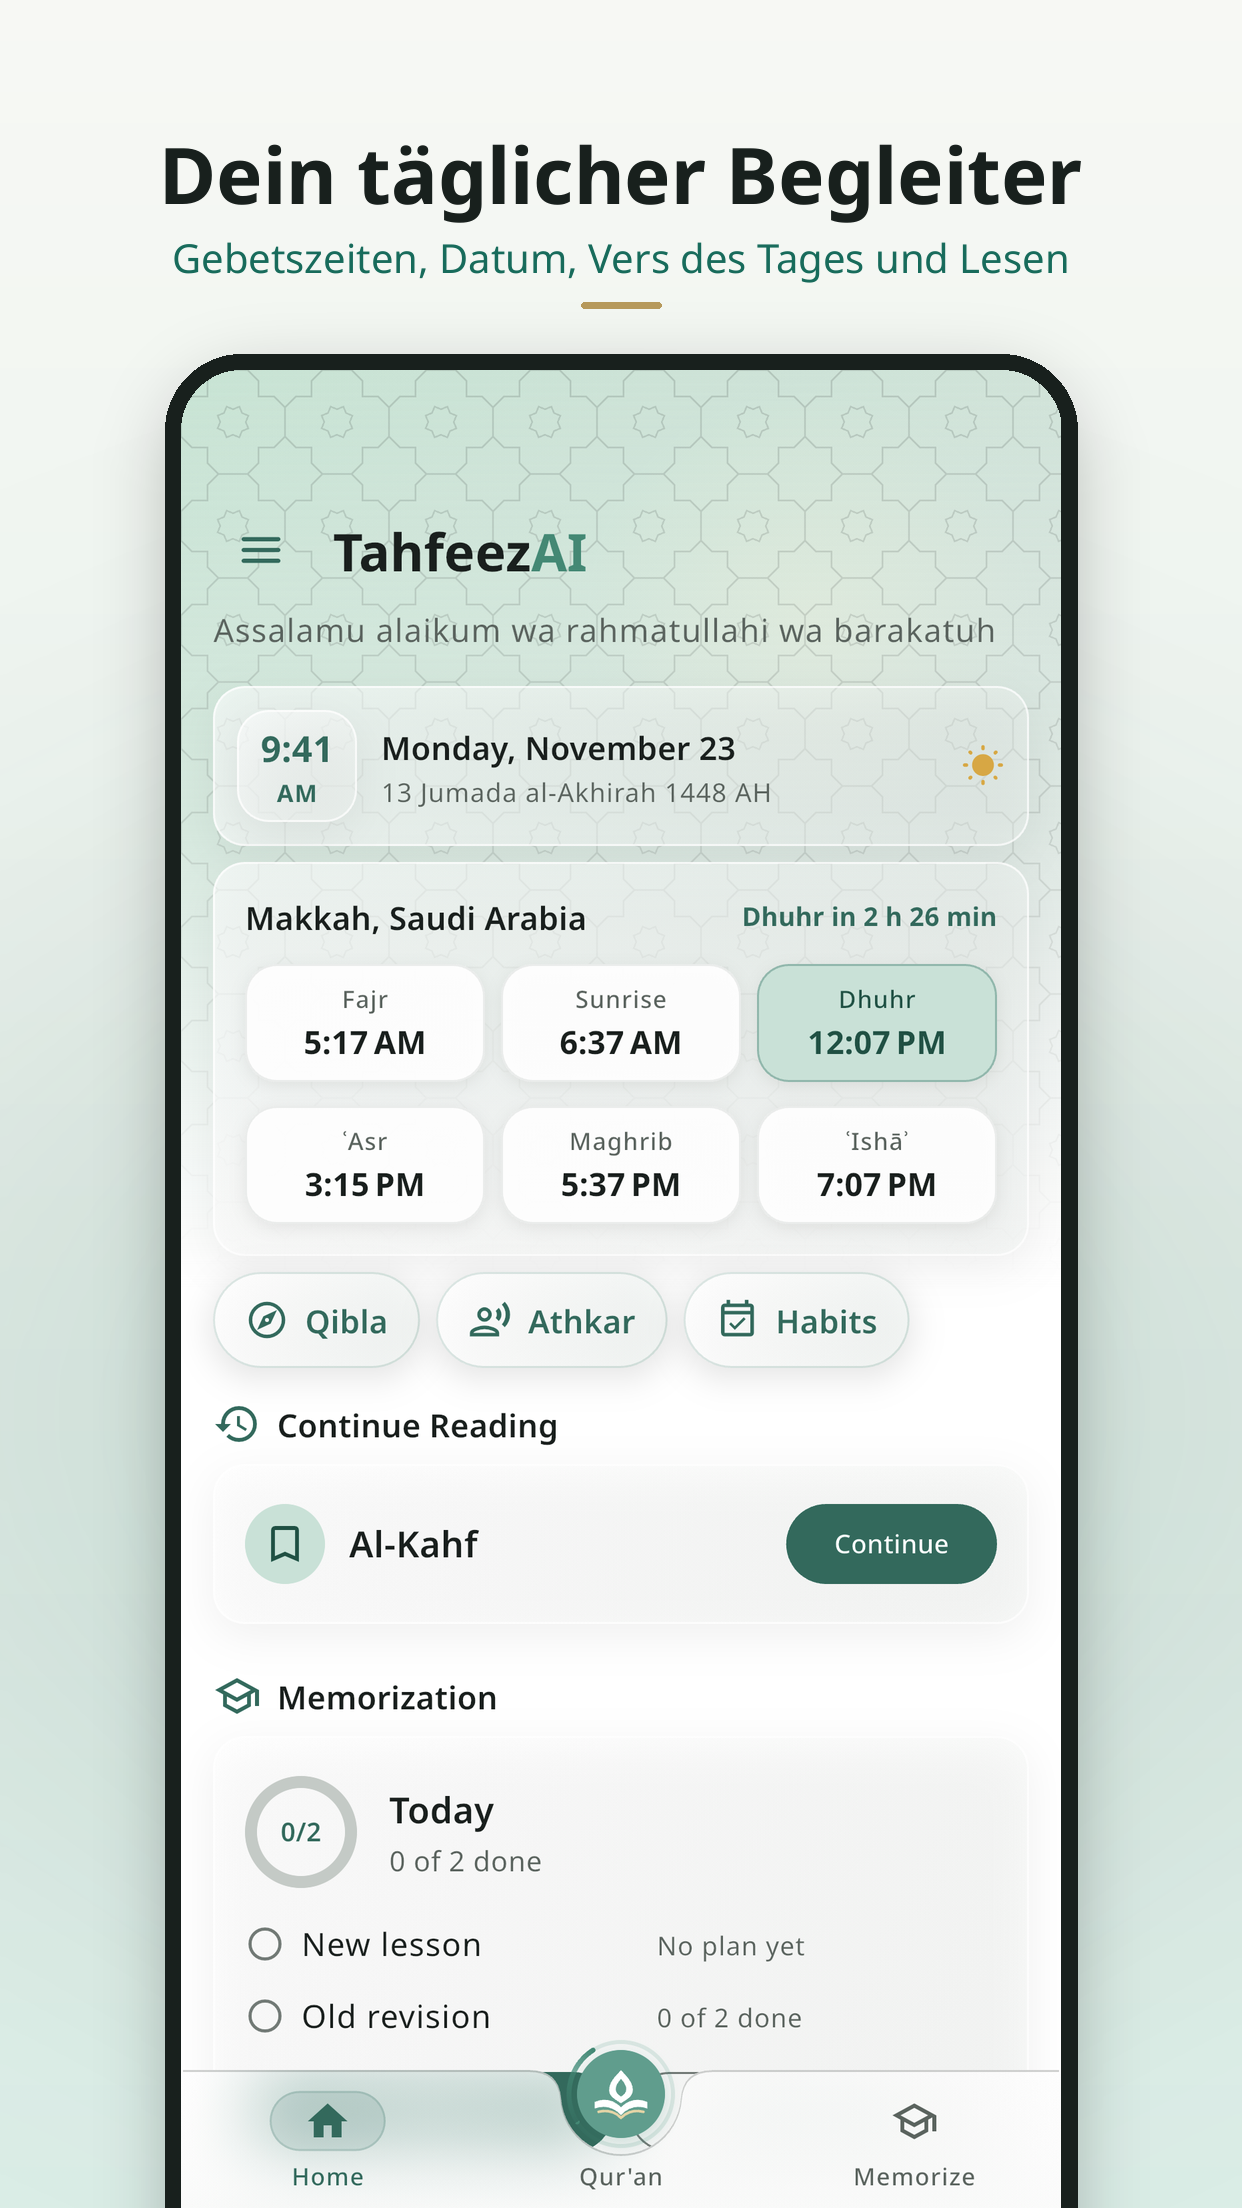 Dein täglicher Begleiter
Gebetszeiten, Datum, Vers des Tages und Lesen
TahfeezAI
Assalamu alaikum wa rahmatullahi wa barakatuh
9:41
AM
Monday, November 23
13 Jumada al-Akhirah 1448 AH
Makkah, Saudi Arabia
Dhuhr in 2 h 26 min
Fajr
5:17 AM
Sunrise
6:37 AM
Dhuhr
12:07 PM
ʿAsr
3:15 PM
Maghrib
5:37 PM
ʿIshāʾ
7:07 PM
Qibla
Athkar
Habits
Continue Reading
Al-Kahf
Continue
Memorization
0/2
Today
0 of 2 done
New lesson
No plan yet
Old revision
0 of 2 done
Home
Qur'an
Memorize